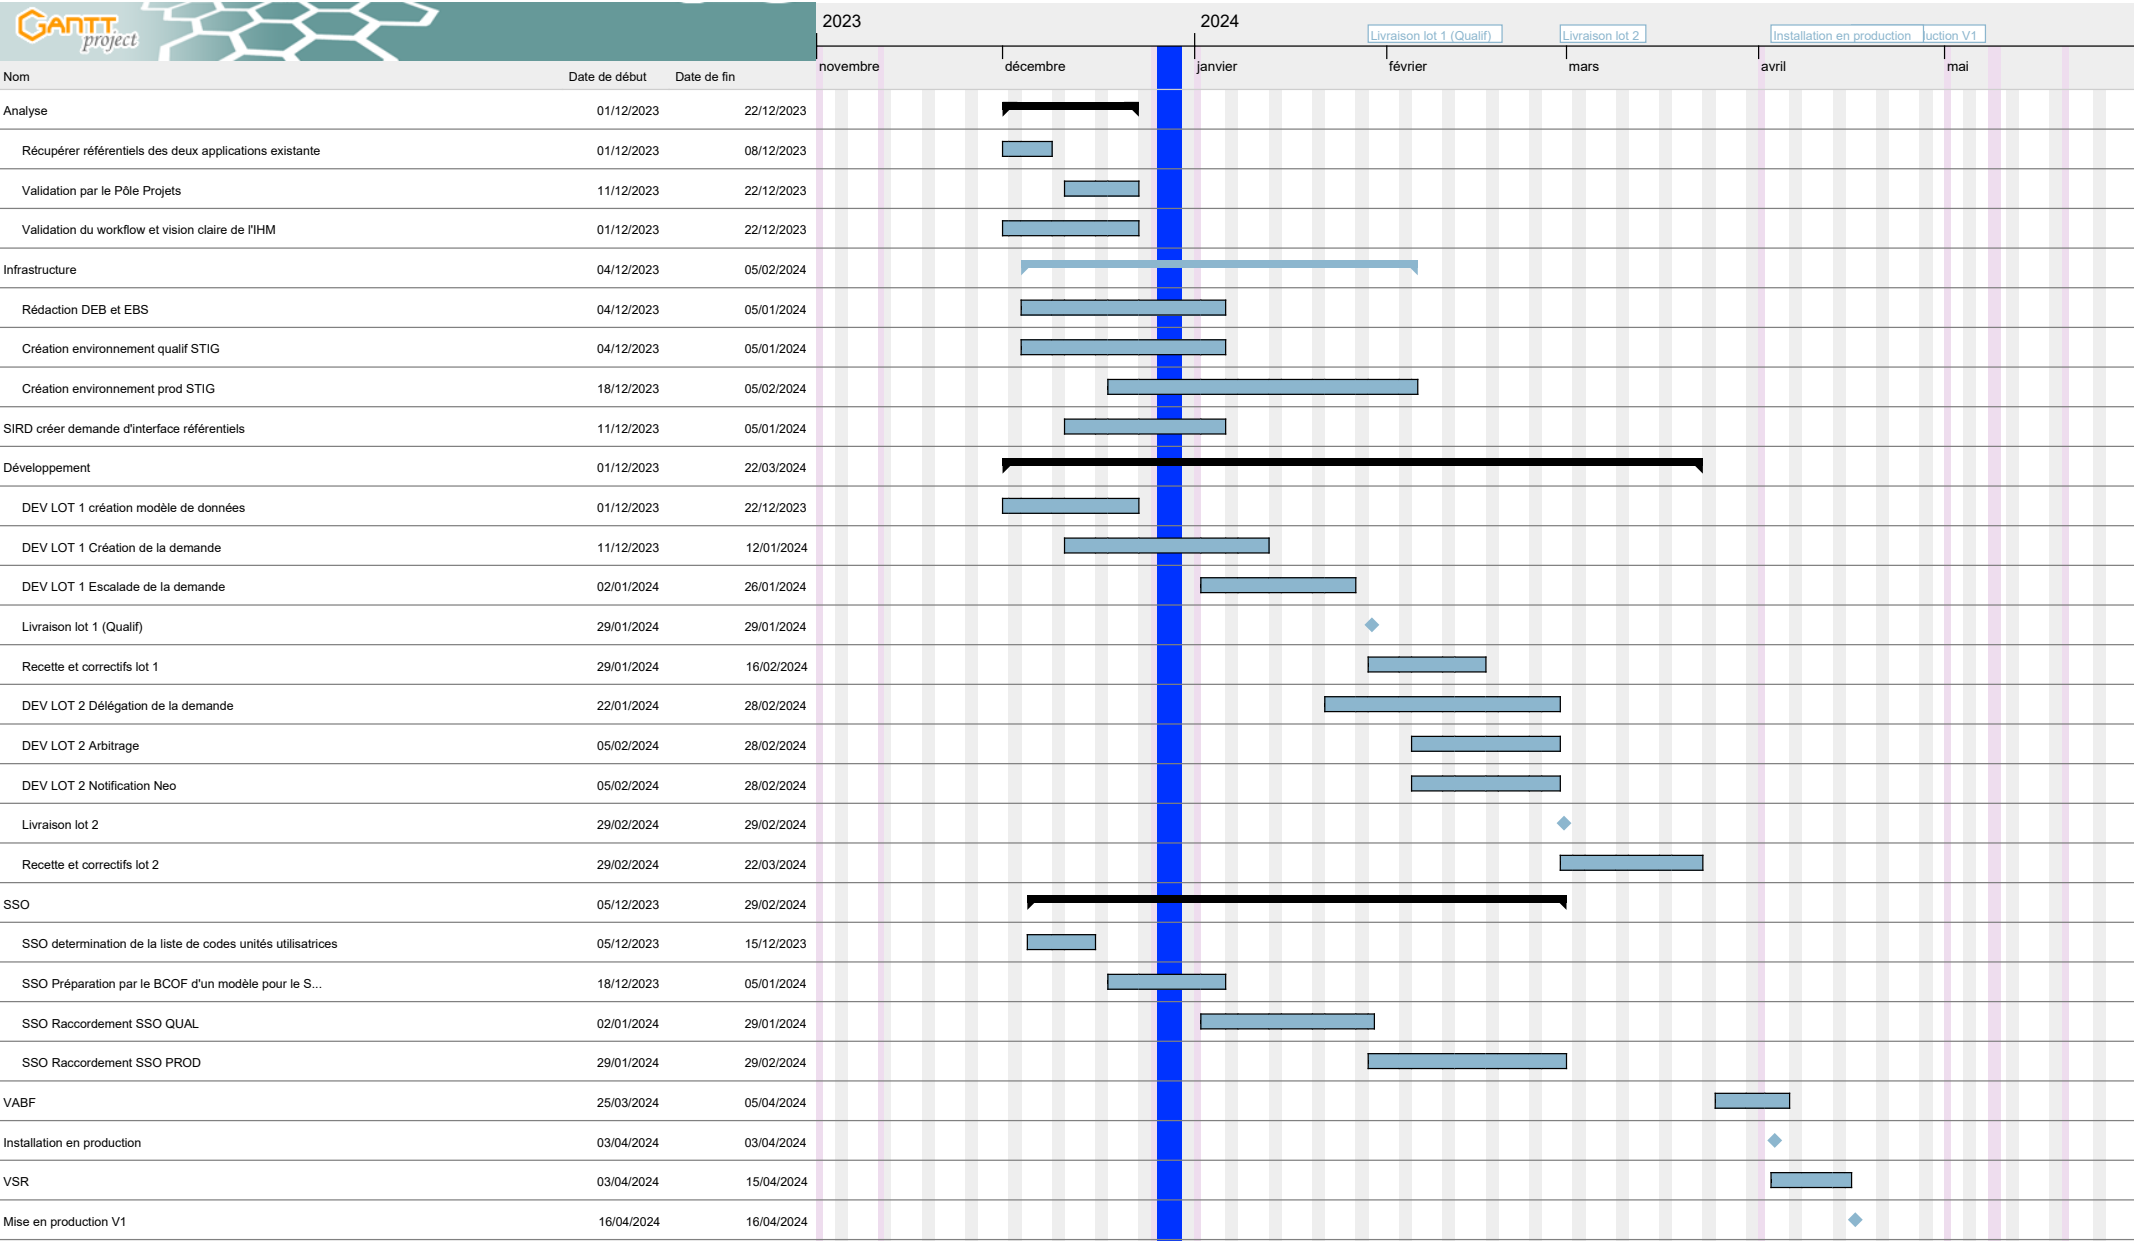 GANTT
project
2023
2024
Livraison lot 1 (Qualif)
Livraison lot 2
Installation en production
uction V1
novembre
décembre
janvier
février
mars
avril
mai
Nom Date de début Date de fin
Analyse 01/12/2023 22/12/2023
Récupérer référentiels des deux applications existante 01/12/2023 08/12/2023
Validation par le Pôle Projets 11/12/2023 22/12/2023
Validation du workflow et vision claire de l'IHM 01/12/2023 22/12/2023
Infrastructure 04/12/2023 05/02/2024
Rédaction DEB et EBS 04/12/2023 05/01/2024
Création environnement qualif STIG 04/12/2023 05/01/2024
Création environnement prod STIG 18/12/2023 05/02/2024
SIRD créer demande d'interface référentiels 11/12/2023 05/01/2024
Développement 01/12/2023 22/03/2024
DEV LOT 1 création modèle de données 01/12/2023 22/12/2023
DEV LOT 1 Création de la demande 11/12/2023 12/01/2024
DEV LOT 1 Escalade de la demande 02/01/2024 26/01/2024
Livraison lot 1 (Qualif) 29/01/2024 29/01/2024
Recette et correctifs lot 1 29/01/2024 16/02/2024
DEV LOT 2 Délégation de la demande 22/01/2024 28/02/2024
DEV LOT 2 Arbitrage 05/02/2024 28/02/2024
DEV LOT 2 Notification Neo 05/02/2024 28/02/2024
Livraison lot 2 29/02/2024 29/02/2024
Recette et correctifs lot 2 29/02/2024 22/03/2024
SSO 05/12/2023 29/02/2024
SSO determination de la liste de codes unités utilisatrices 05/12/2023 15/12/2023
SSO Préparation par le BCOF d'un modèle pour le S... 18/12/2023 05/01/2024
SSO Raccordement SSO QUAL 02/01/2024 29/01/2024
SSO Raccordement SSO PROD 29/01/2024 29/02/2024
VABF 25/03/2024 05/04/2024
Installation en production 03/04/2024 03/04/2024
VSR 03/04/2024 15/04/2024
Mise en production V1 16/04/2024 16/04/2024